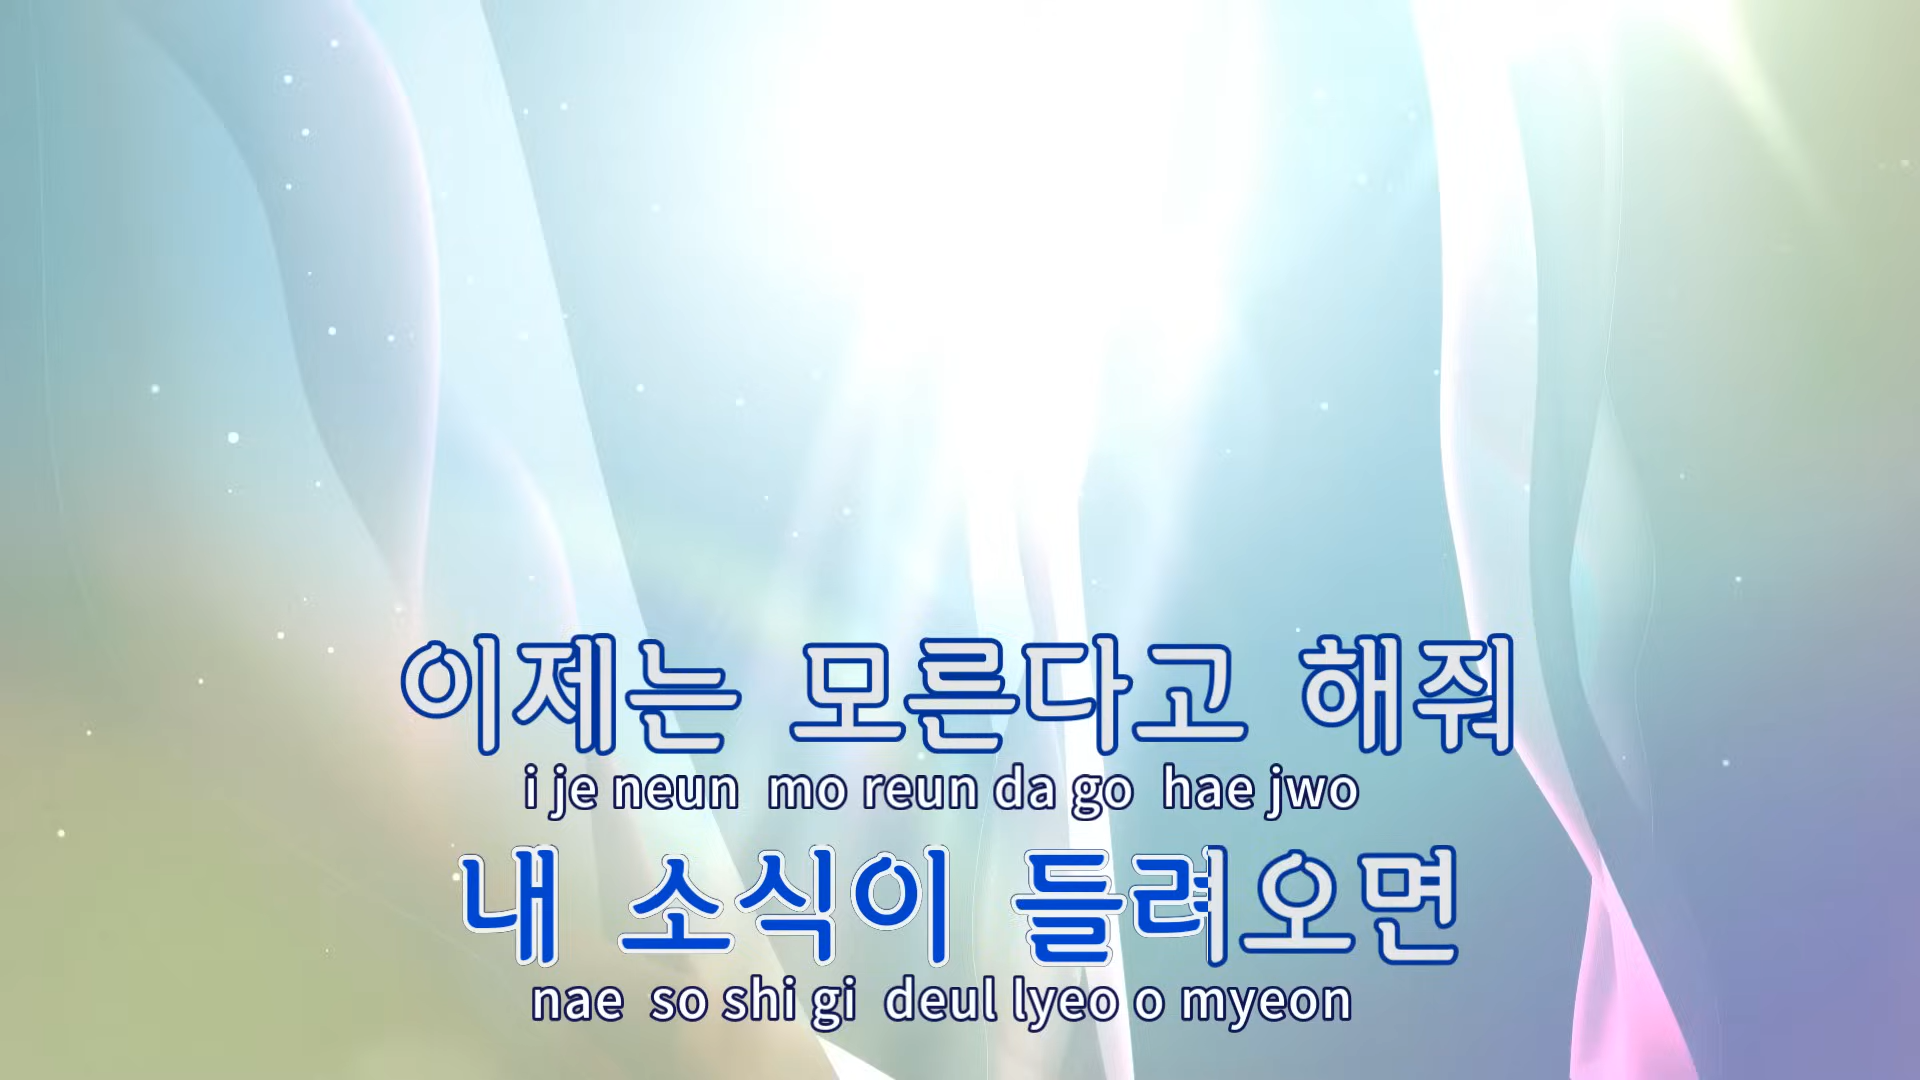 이제는 모른다고 해줘
i je neun mo reun da go hae jwo
내 소식이 들려오면
nae so shi gi deul lyeo o myeon